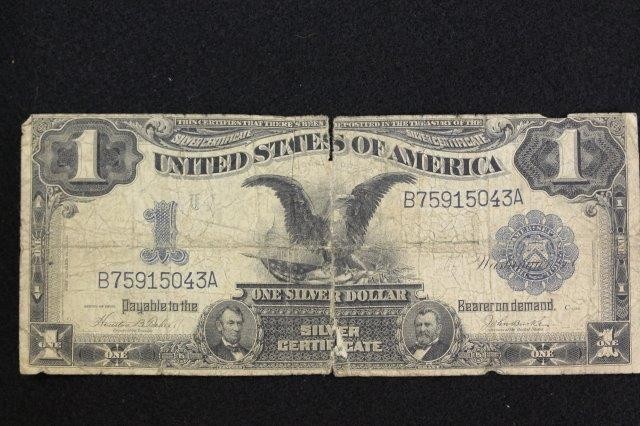 THIS CERTIFIES THAT THERE HAS BEEN DEPOSITED IN THE TREASURY OF THE
SILVER CERTIFICATE SILVER CERTIFICATE
1 1
UNITED STATES OF AMERICA
B75915043A
1
B75915043A
ONE SILVER DOLLAR
Payable to the Bearer on demand.
SILVER
CERTIFICATE
ONE ONE ONE ONE